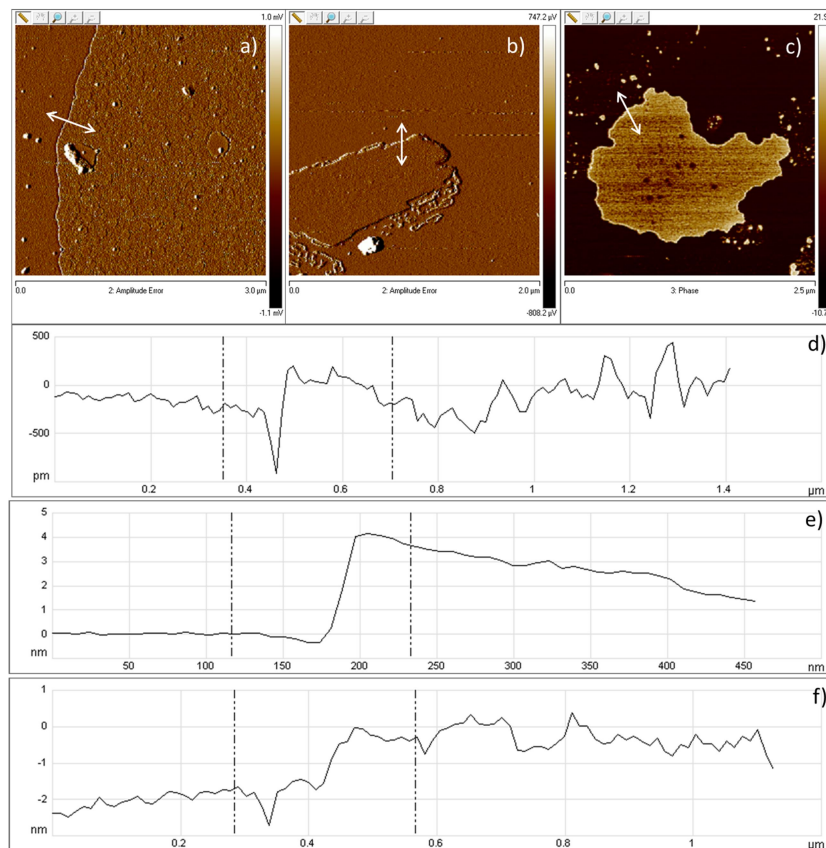 a)
1.0 mV
0.0 2: Amplitude Error 3.0 µm
-1.1 mV
b)
747.2 µV
0.0 2: Amplitude Error 2.0 µm
-808.2 µV
c)
21.9
0.0 3: Phase 2.5 µm
-10.7
d)
500
0
-500
pm
0.2 0.4 0.6 0.8 1 1.2 1.4 µm
e)
5
4
3
2
1
0
nm
50 100 150 200 250 300 350 400 450 nm
f)
1
0
-1
-2
nm
0.2 0.4 0.6 0.8 1 µm